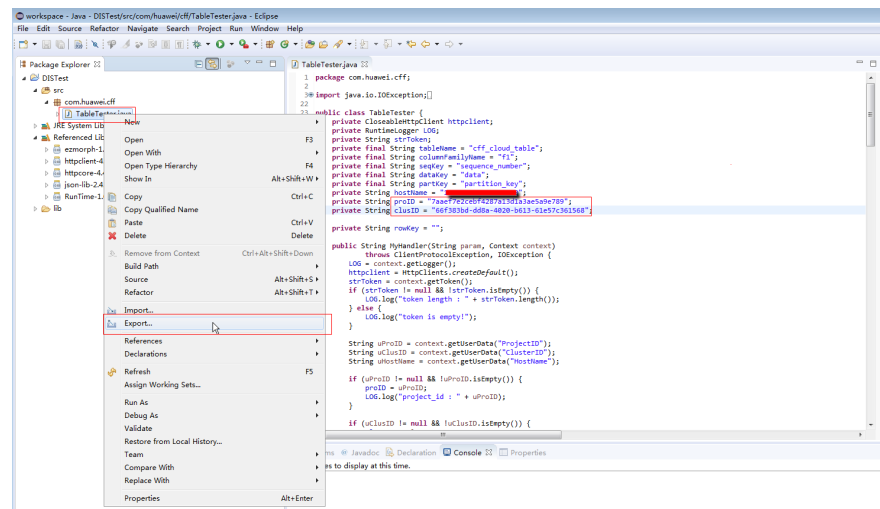 workspace - Java - DISTest/src/com/huawei/cff/TableTester.java - Eclipse
File Edit Source Refactor Navigate Search Project Run Window Help
Package Explorer
DISTest
src
com.huawei.cff
TableTester.java
JRE System Lib
Referenced Lib
ezmorph-1.
httpclient-4
httpcore-4.
json-lib-2.4
RunTime-1.
lib
New
Open F3
Open With
Open Type Hierarchy F4
Show In Alt+Shift+W
Copy Ctrl+C
Copy Qualified Name
Paste Ctrl+V
Delete Delete
Remove from Context Ctrl+Alt+Shift+Down
Build Path
Source Alt+Shift+S
Refactor Alt+Shift+T
Import...
Export...
References
Declarations
Refresh F5
Assign Working Sets...
Run As
Debug As
Validate
Restore from Local History...
Team
Compare With
Replace With
Properties Alt+Enter
TableTester.java
1 package com.huawei.cff;
2
3 import java.io.IOException;
22
23 public class TableTester {
private CloseableHttpClient httpclient;
private RuntimeLogger LOG;
private String strToken;
private final String tableName = "cff_cloud_table";
private final String columnFamilyName = "f1";
private final String seqKey = "sequence_number";
private final String dataKey = "data";
private final String partKey = "partition_key";
private String hostName = "
private String proID = "7aaef7e2cebf4287a13d1a3ae5a9e789";
private String clusID = "66f383bd-dd8a-4020-b613-61e57c361568";
private String rowKey = "";
public String MyHandler(String param, Context context)
throws ClientProtocolException, IOException {
LOG = context.getLogger();
httpclient = HttpClients.createDefault();
strToken = context.getToken();
if (strToken != null && !strToken.isEmpty()) {
LOG.log("token length : " + strToken.length());
} else {
LOG.log("token is empty!");
}
String uProID = context.getUserData("ProjectID");
String uClusID = context.getUserData("ClusterID");
String uHostName = context.getUserData("HostName");
if (uProID != null && !uProID.isEmpty()) {
proID = uProID;
LOG.log("project_id : " + uProID);
}
if (uClusID != null && !uClusID.isEmpty()) {
ms Javadoc Declaration Console Properties
es to display at this time.